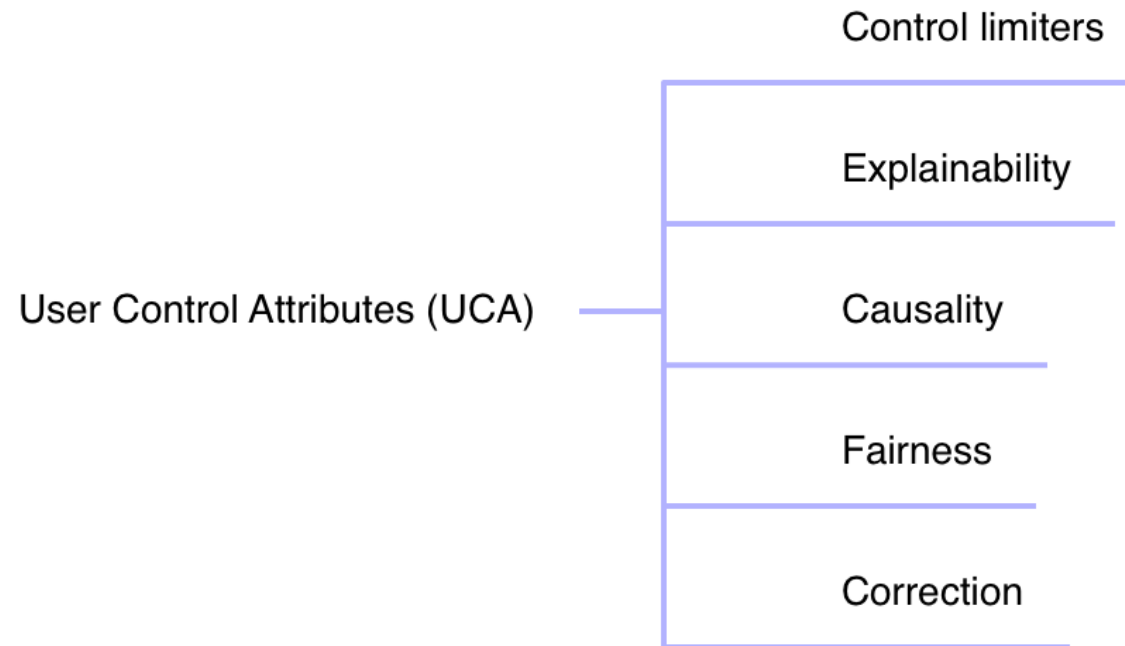 Control limiters
Explainability
User Control Attributes (UCA)
Causality
Fairness
Correction